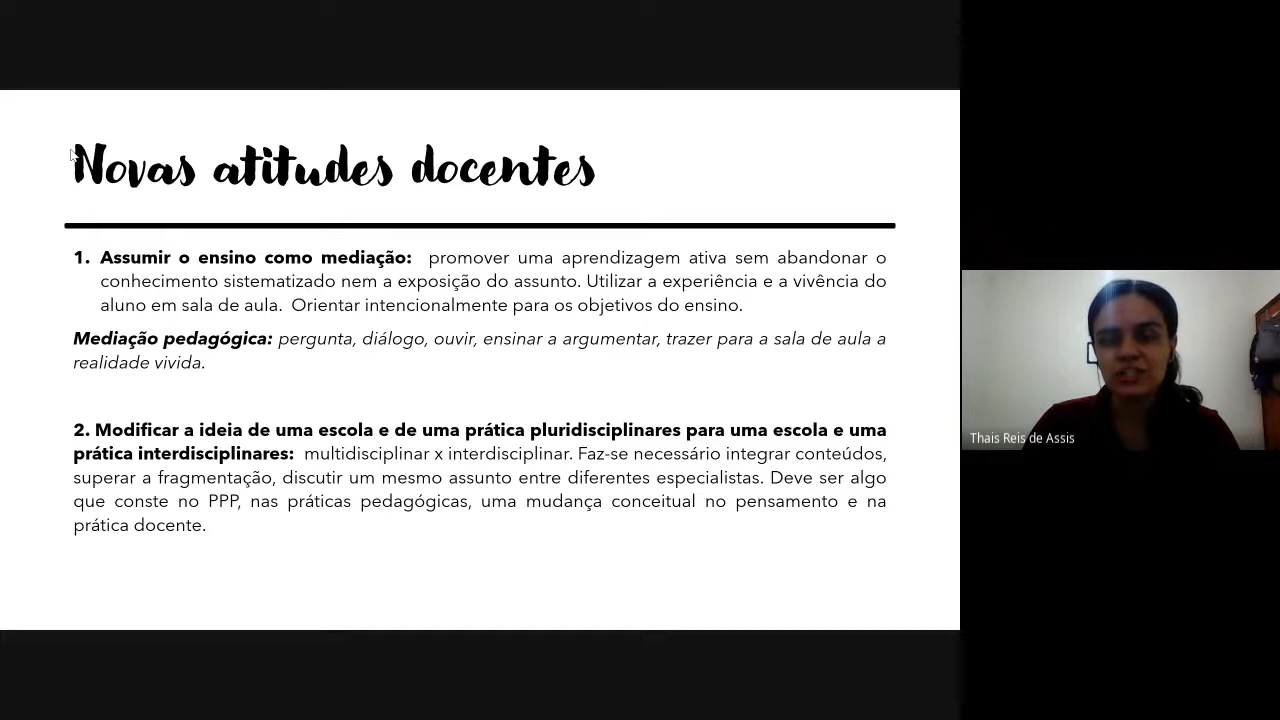 Novas atitudes docentes
1. Assumir o ensino como mediação: promover uma aprendizagem ativa sem abandonar o
conhecimento sistematizado nem a exposição do assunto. Utilizar a experiência e a vivência do
aluno em sala de aula. Orientar intencionalmente para os objetivos do ensino.
Mediação pedagógica: pergunta, diálogo, ouvir, ensinar a argumentar, trazer para a sala de aula a
realidade vivida.
2. Modificar a ideia de uma escola e de uma prática pluridisciplinares para uma escola e uma
prática interdisciplinares: multidisciplinar x interdisciplinar. Faz-se necessário integrar conteúdos,
superar a fragmentação, discutir um mesmo assunto entre diferentes especialistas. Deve ser algo
que conste no PPP, nas práticas pedagógicas, uma mudança conceitual no pensamento e na
prática docente.
Thais Reis de Assis